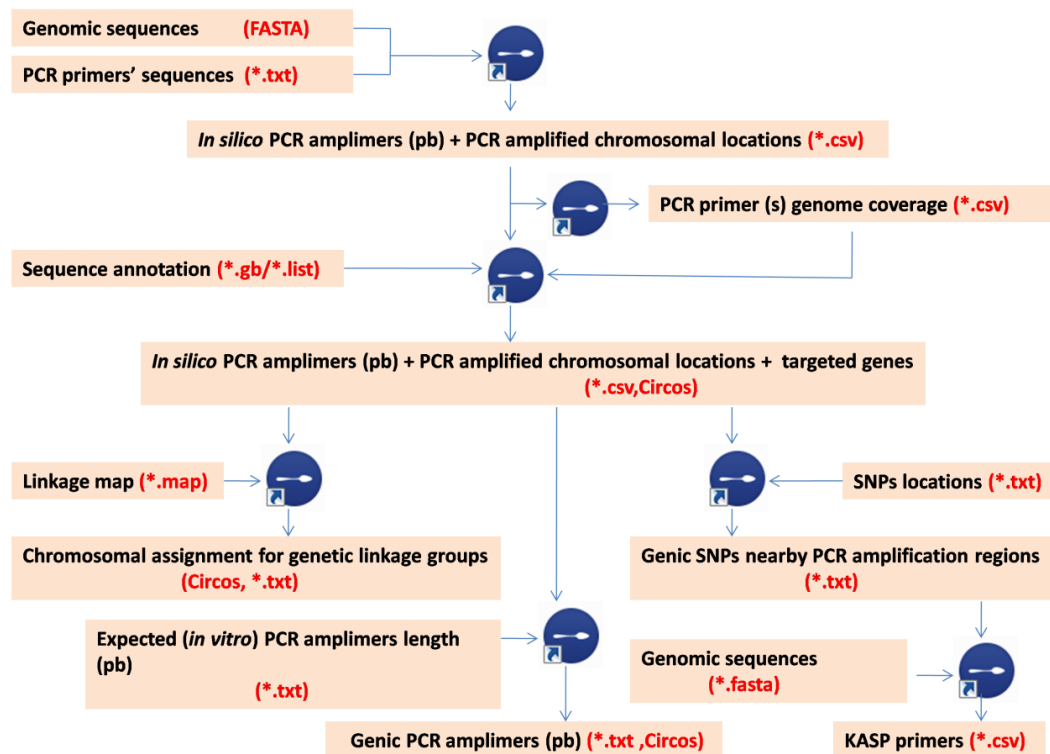 Genomic sequences (FASTA)
PCR primers’ sequences (*.txt)
In silico PCR amplimers (pb) + PCR amplified chromosomal locations (*.csv)
PCR primer (s) genome coverage (*.csv)
Sequence annotation (*.gb/*.list)
In silico PCR amplimers (pb) + PCR amplified chromosomal locations + targeted genes
(*.csv,Circos)
Linkage map (*.map)
SNPs locations (*.txt)
Chromosomal assignment for genetic linkage groups
(Circos, *.txt)
Genic SNPs nearby PCR amplification regions
(*.txt)
Expected (in vitro) PCR amplimers length
(pb)
(*.txt)
Genomic sequences
(*.fasta)
Genic PCR amplimers (pb) (*.txt ,Circos)
KASP primers (*.csv)